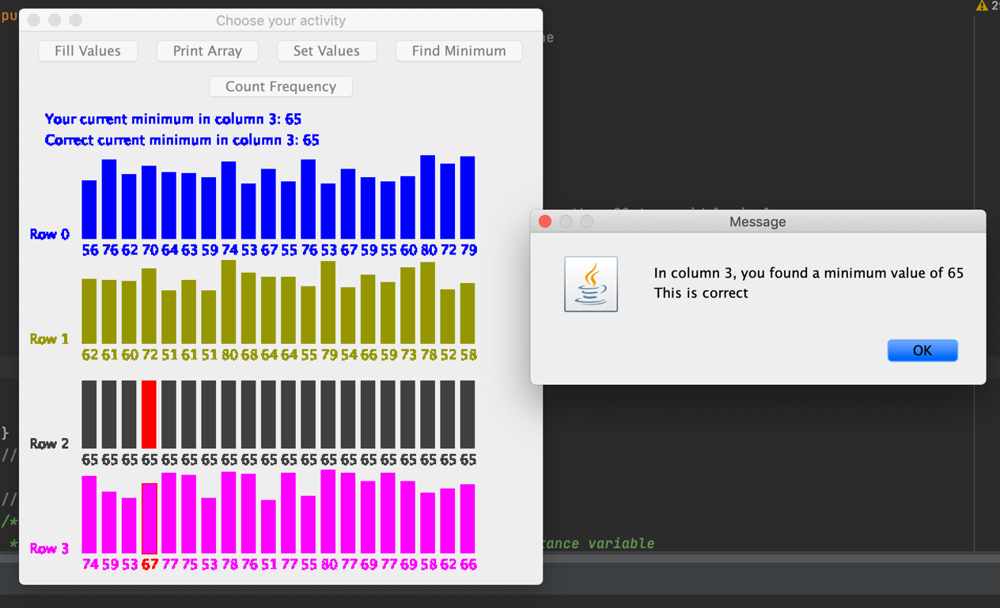 pu
29
Choose your activity
Fill Values Print Array Set Values Find Minimum
Count Frequency
Your current minimum in column 3: 65
Correct current minimum in column 3: 65
Row 0
56 76 62 70 64 63 59 74 53 67 55 76 53 67 59 55 60 80 72 79
Row 1
62 61 60 72 51 61 51 80 68 64 64 55 79 54 66 59 73 78 52 58
Row 2
65 65 65 65 65 65 65 65 65 65 65 65 65 65 65 65 65 65 65 65
Row 3
74 59 53 67 77 75 53 78 76 51 77 55 80 77 69 77 69 58 62 66
Message
In column 3, you found a minimum value of 65
This is correct
OK
}
//
//
/*
* tance variable